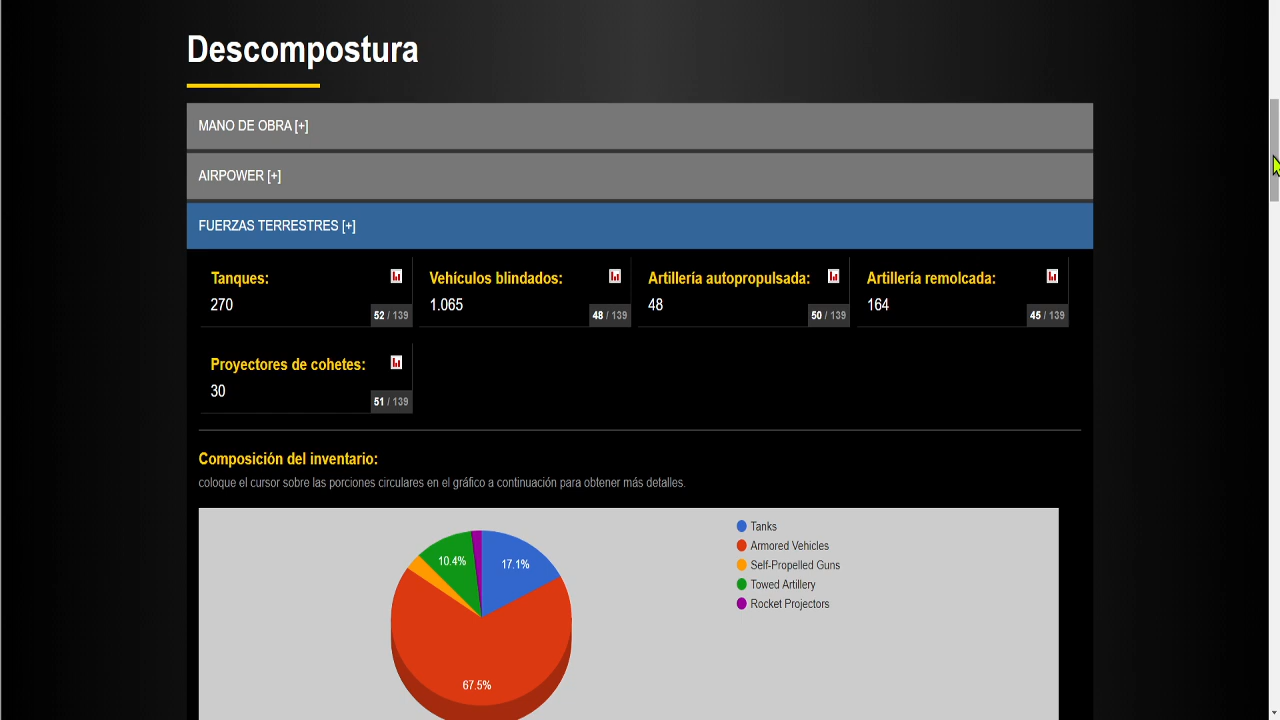 Descompostura
MANO DE OBRA [+]
AIRPOWER [+]
FUERZAS TERRESTRES [+]
Tanques:
270
52 / 139
Vehículos blindados:
1.065
48 / 139
Artillería autopropulsada:
48
50 / 139
Artillería remolcada:
164
45 / 139
Proyectores de cohetes:
30
51 / 139
Composición del inventario:
coloque el cursor sobre las porciones circulares en el gráfico a continuación para obtener más detalles.
10.4%
17.1%
67.5%
Tanks
Armored Vehicles
Self-Propelled Guns
Towed Artillery
Rocket Projectors